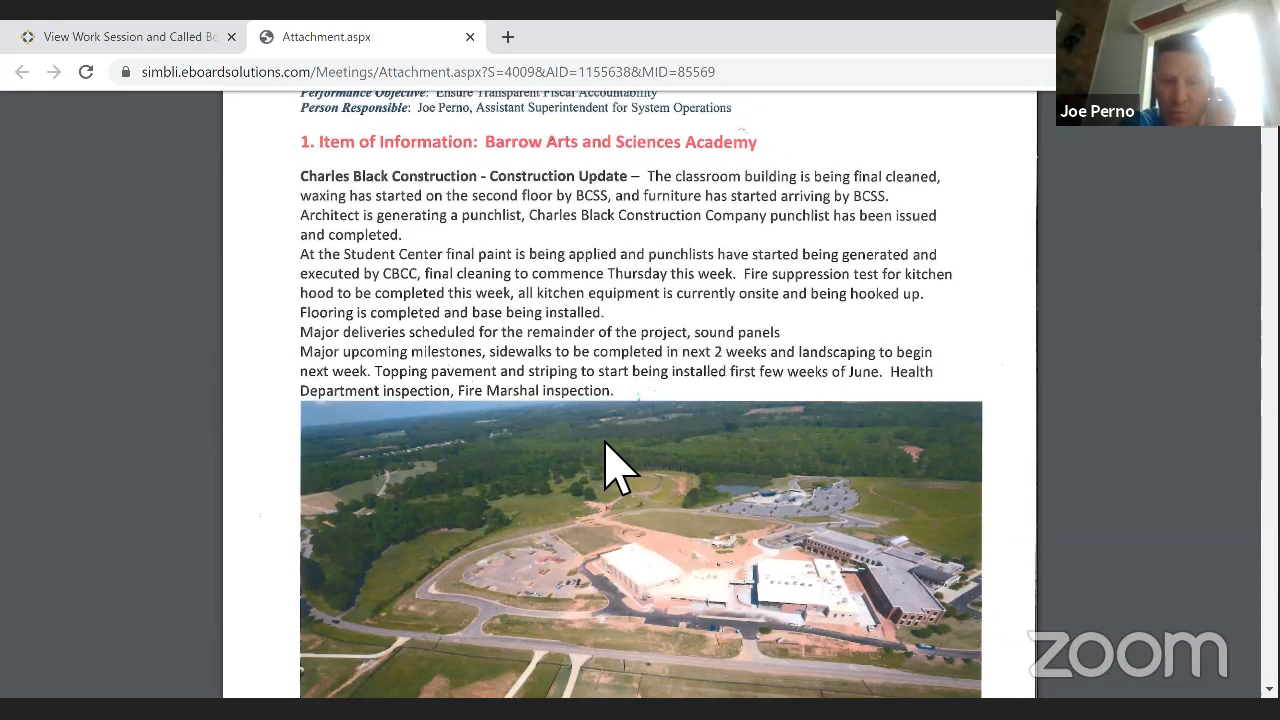 View Work Session and Called Bo
Attachment.aspx
simbli.eboardsolutions.com/Meetings/Attachment.aspx?S=4009&AID=1155638&MID=85569
Joe Perno
Performance Objective: Ensure Transparent Fiscal Accountability
Person Responsible: Joe Perno, Assistant Superintendent for System Operations
1. Item of Information: Barrow Arts and Sciences Academy
Charles Black Construction - Construction Update – The classroom building is being final cleaned,
waxing has started on the second floor by BCSS, and furniture has started arriving by BCSS.
Architect is generating a punchlist, Charles Black Construction Company punchlist has been issued
and completed.
At the Student Center final paint is being applied and punchlists have started being generated and
executed by CBCC, final cleaning to commence Thursday this week. Fire suppression test for kitchen
hood to be completed this week, all kitchen equipment is currently onsite and being hooked up.
Flooring is completed and base being installed.
Major deliveries scheduled for the remainder of the project, sound panels
Major upcoming milestones, sidewalks to be completed in next 2 weeks and landscaping to begin
next week. Topping pavement and striping to start being installed first few weeks of June. Health
Department inspection, Fire Marshal inspection.
zoom